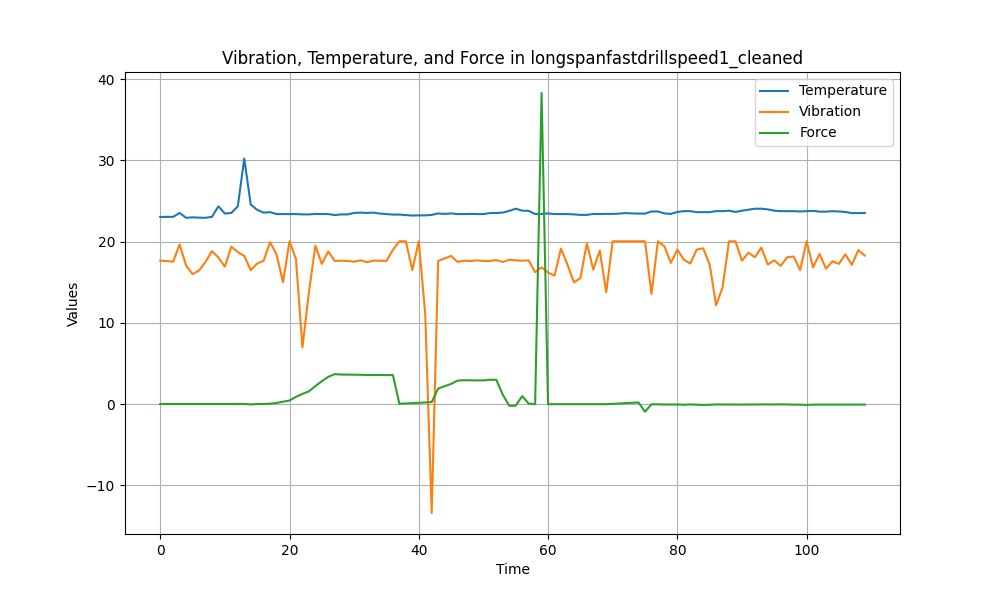 Vibration, Temperature, and Force in longspanfastdrillspeed1_cleaned
40
30
20
10
0
−10
Values
Temperature
Vibration
Force
0 20 40 60 80 100
Time